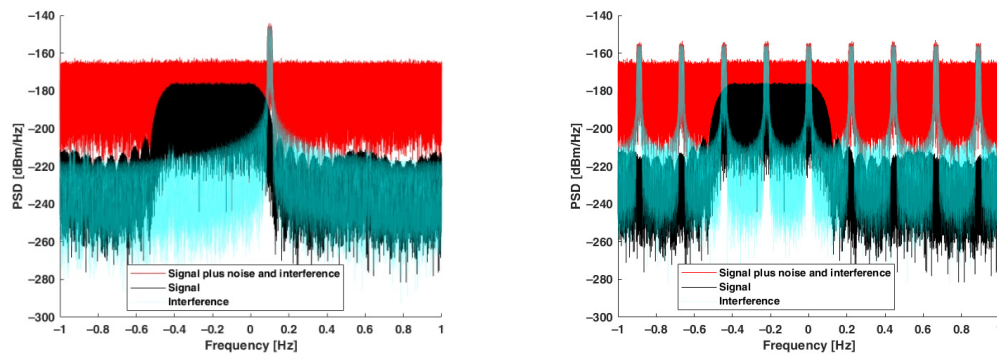 −140
−160
−180
−200
−220
−240
−260
−280
−300
PSD [dBm/Hz]
Signal plus noise and interference
Signal
Interference
−1 −0.8 −0.6 −0.4 −0.2 0 0.2 0.4 0.6 0.8 1
Frequency [Hz]
−140
−160
−180
−200
−220
−240
−260
−280
−300
PSD [dBm/Hz]
Signal plus noise and interference
Signal
Interference
−1 −0.8 −0.6 −0.4 −0.2 0 0.2 0.4 0.6 0.8 1
Frequency [Hz]